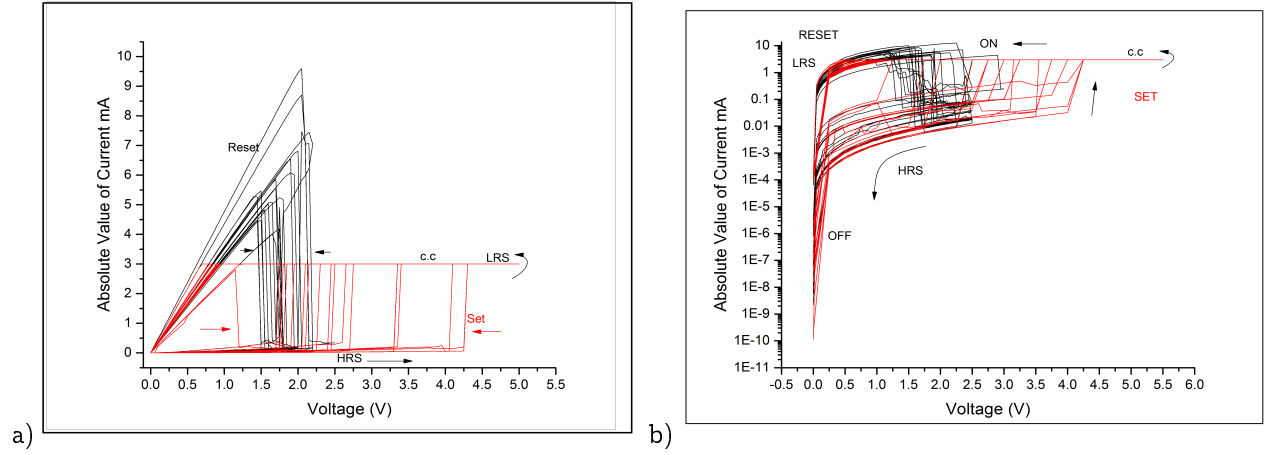 a)
Absolute Value of Current mA
10
9
8
7
6
5
4
3
2
1
0
Reset
c.c
LRS
Set
HRS
0.0 0.5 1.0 1.5 2.0 2.5 3.0 3.5 4.0 4.5 5.0 5.5
Voltage (V)
b)
Absolute Value of Current mA
10
1
0.1
0.01
1E-3
1E-4
1E-5
1E-6
1E-7
1E-8
1E-9
1E-10
1E-11
RESET
ON
c.c
LRS
SET
HRS
OFF
-0.5 0.0 0.5 1.0 1.5 2.0 2.5 3.0 3.5 4.0 4.5 5.0 5.5 6.0
Voltage (V)